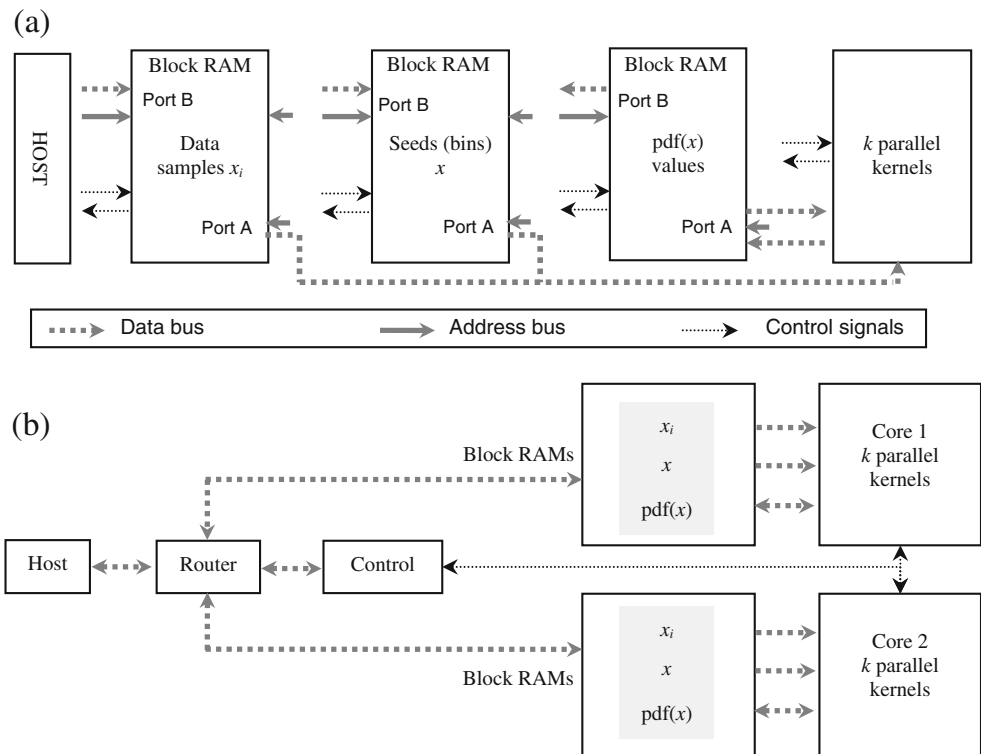 (a)
HOST
Block RAM
Port B
Data
samples xi
Port A
Block RAM
Port B
Seeds (bins)
x
Port A
Block RAM
Port B
pdf(x)
values
Port A
k parallel
kernels
Data bus
Address bus
Control signals
(b)
Host
Router
Control
Block RAMs
xi
x
pdf(x)
Core 1
k parallel
kernels
Block RAMs
xi
x
pdf(x)
Core 2
k parallel
kernels